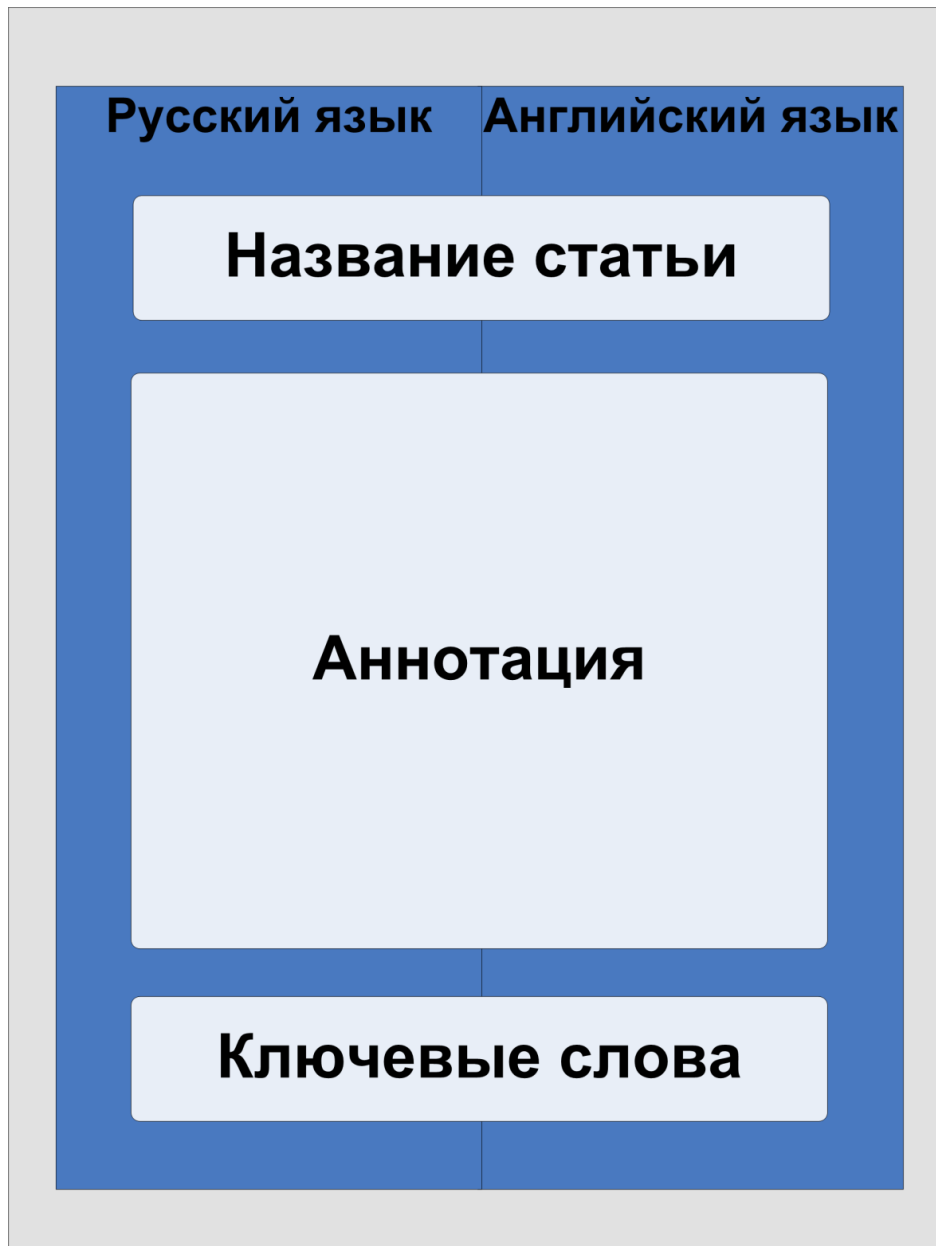 Русский язык
Английский язык
Название статьи
Аннотация
Ключевые слова